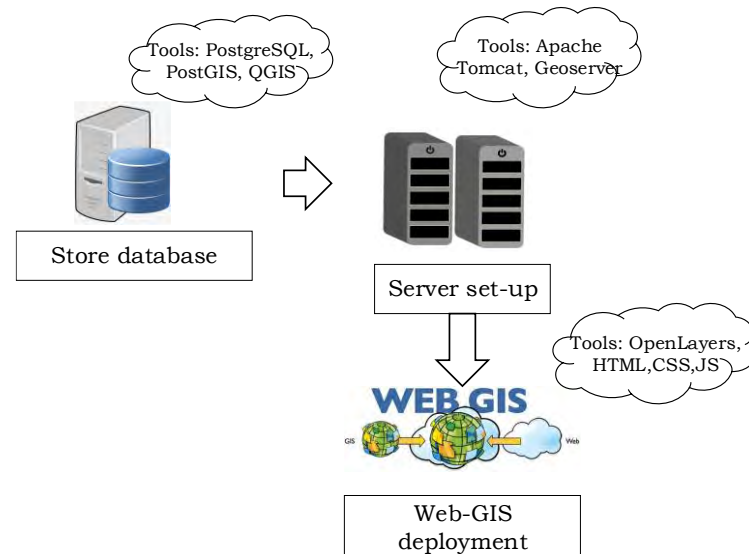 Tools: PostgreSQL,
PostGIS, QGIS
Tools: Apache
Tomcat, Geoserver
Store database
Server set-up
Tools: OpenLayers,
HTML,CSS,JS
WEB GIS
GIS
Web
Web-GIS
deployment